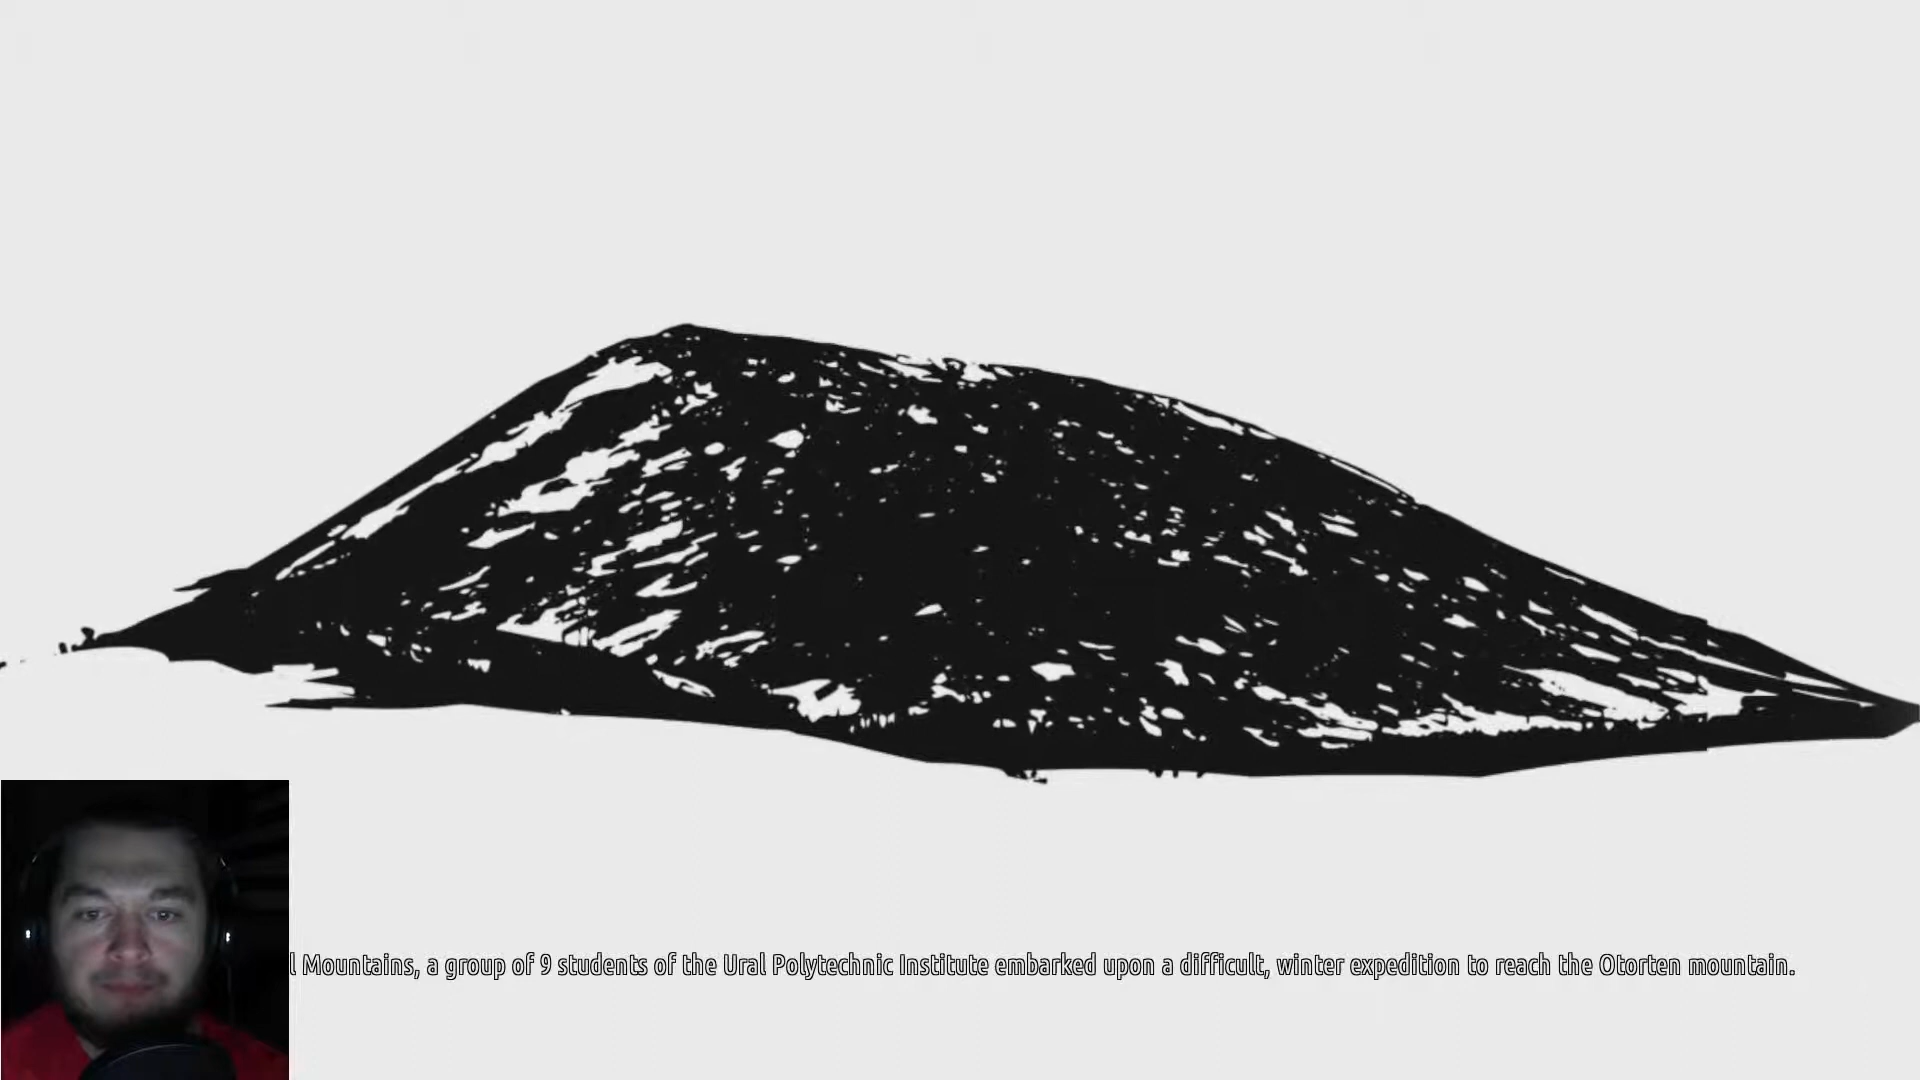 Mountains, a group of 9 students of the Ural Polytechnic Institute embarked upon a difficult, winter expedition to reach the Otorten mountain.